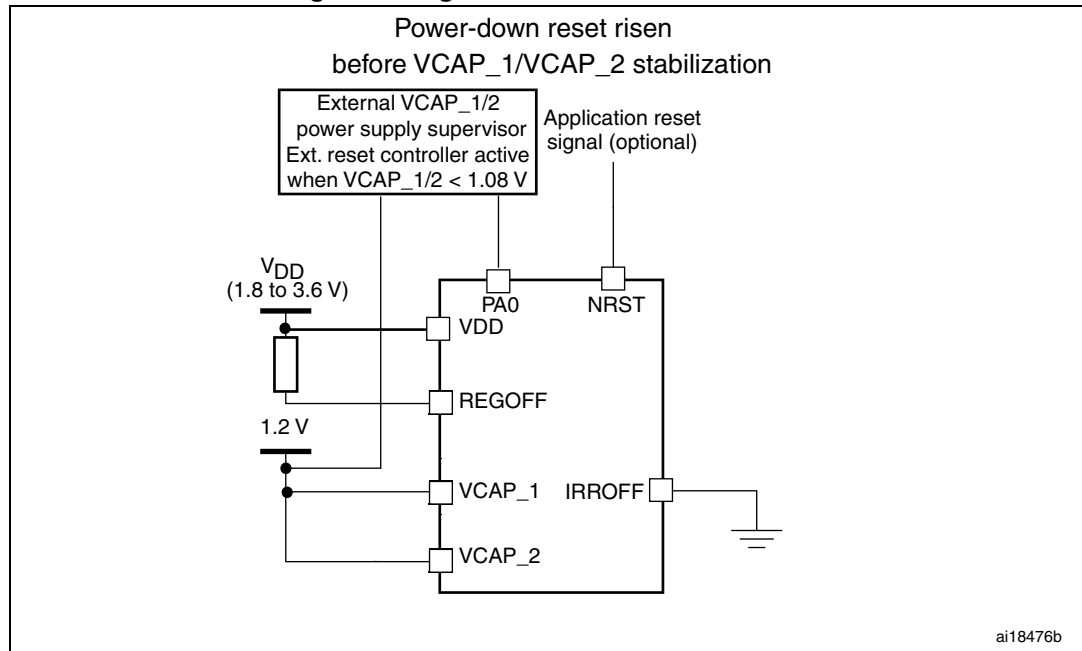 Power-down reset risen
before VCAP_1/VCAP_2 stabilization
External VCAP_1/2
power supply supervisor
Ext. reset controller active
when VCAP_1/2 < 1.08 V
Application reset
signal (optional)
VDD
(1.8 to 3.6 V)
PA0
NRST
VDD
REGOFF
1.2 V
VCAP_1
IRROFF
VCAP_2
ai18476b